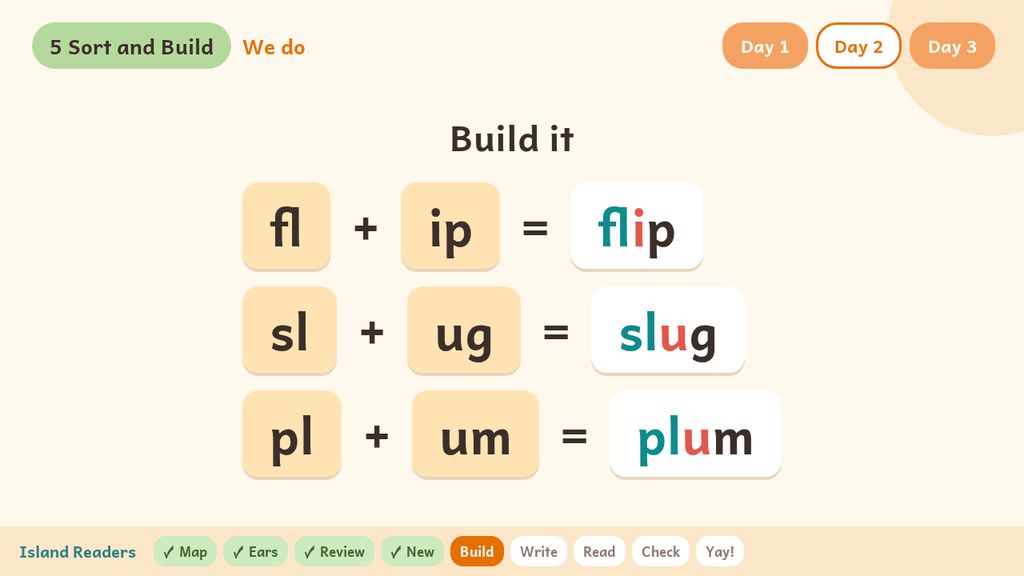 5 Sort and Build We do Day 1 Day 2 Day 3
Build it
fl + ip = flip
sl + ug = slug
pl + um = plum
Island Readers ✓ Map ✓ Ears ✓ Review ✓ New Build Write Read Check Yay!